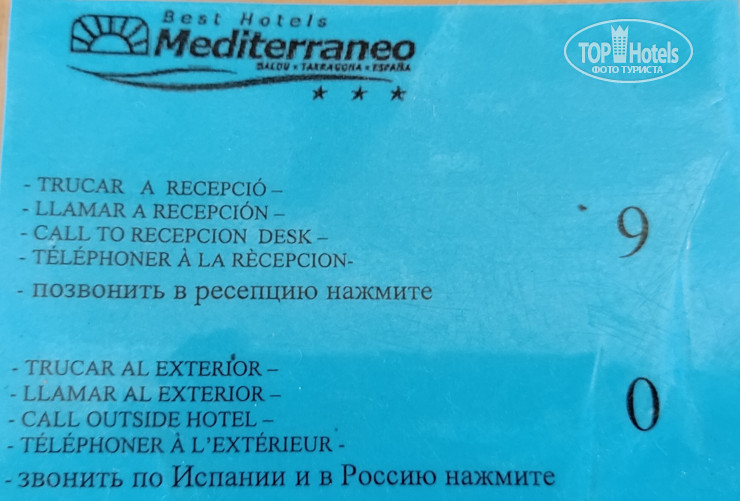 Best Hotels
Mediterraneo
SALOU • TARRAGONA • ESPAÑA
TOP Hotels
ФОТО ТУРИСТА
- TRUCAR A RECEPCIÓ –
- LLAMAR A RECEPCIÓN –
- CALL TO RECEPCION DESK –
- TÉLÉPHONER À LA RÈCEPCION-
- позвонить в ресепцию нажмите
9
- TRUCAR AL EXTERIOR –
- LLAMAR AL EXTERIOR –
- CALL OUTSIDE HOTEL –
- TÉLÉPHONER À L'EXTÉRIEUR -
- звонить по Испании и в Россию нажмите
0